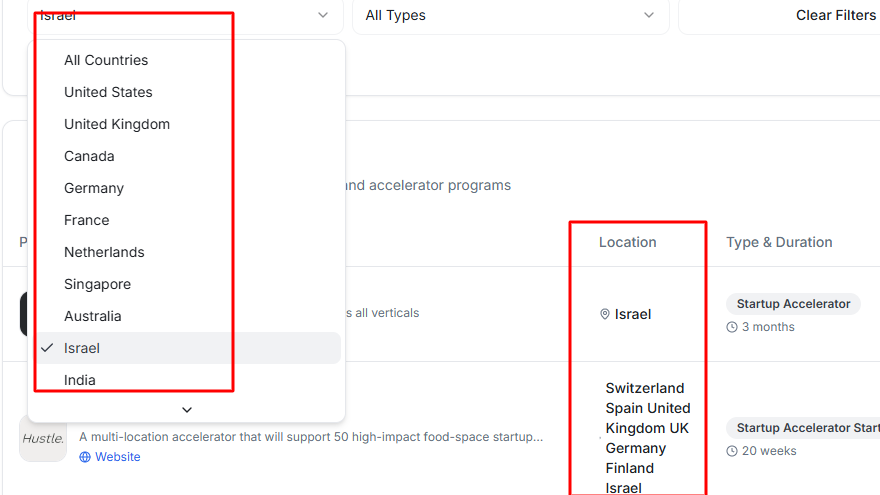 Israel
All Types
Clear Filters
All Countries
United States
United Kingdom
Canada
Germany
France
Netherlands
Singapore
Australia
Israel
India
and accelerator programs
P
Location
Type & Duration
s all verticals
Israel
Startup Accelerator
3 months
Hustle.
A multi-location accelerator that will support 50 high-impact food-space startup...
Website
Switzerland
Spain United
Kingdom UK
Germany
Finland
Israel
Startup Accelerator Start
20 weeks